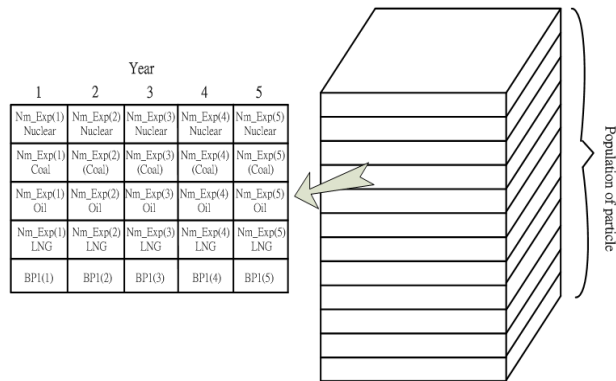 Year
1 2 3 4 5
Nm_Exp(1) Nm_Exp(2) Nm_Exp(3) Nm_Exp(4) Nm_Exp(5)
Nuclear Nuclear Nuclear Nuclear Nuclear
Nm_Exp(1) Nm_Exp(2) Nm_Exp(3) Nm_Exp(4) Nm_Exp(5)
Coal (Coal) (Coal) (Coal) (Coal)
Nm_Exp(1) Nm_Exp(2) Nm_Exp(3) Nm_Exp(4) Nm_Exp(5)
Oil Oil Oil Oil Oil
Nm_Exp(1) Nm_Exp(2) Nm_Exp(3) Nm_Exp(4) Nm_Exp(5)
LNG LNG LNG LNG LNG
BP1(1) BP1(2) BP1(3) BP1(4) BP1(5)
Population of particle